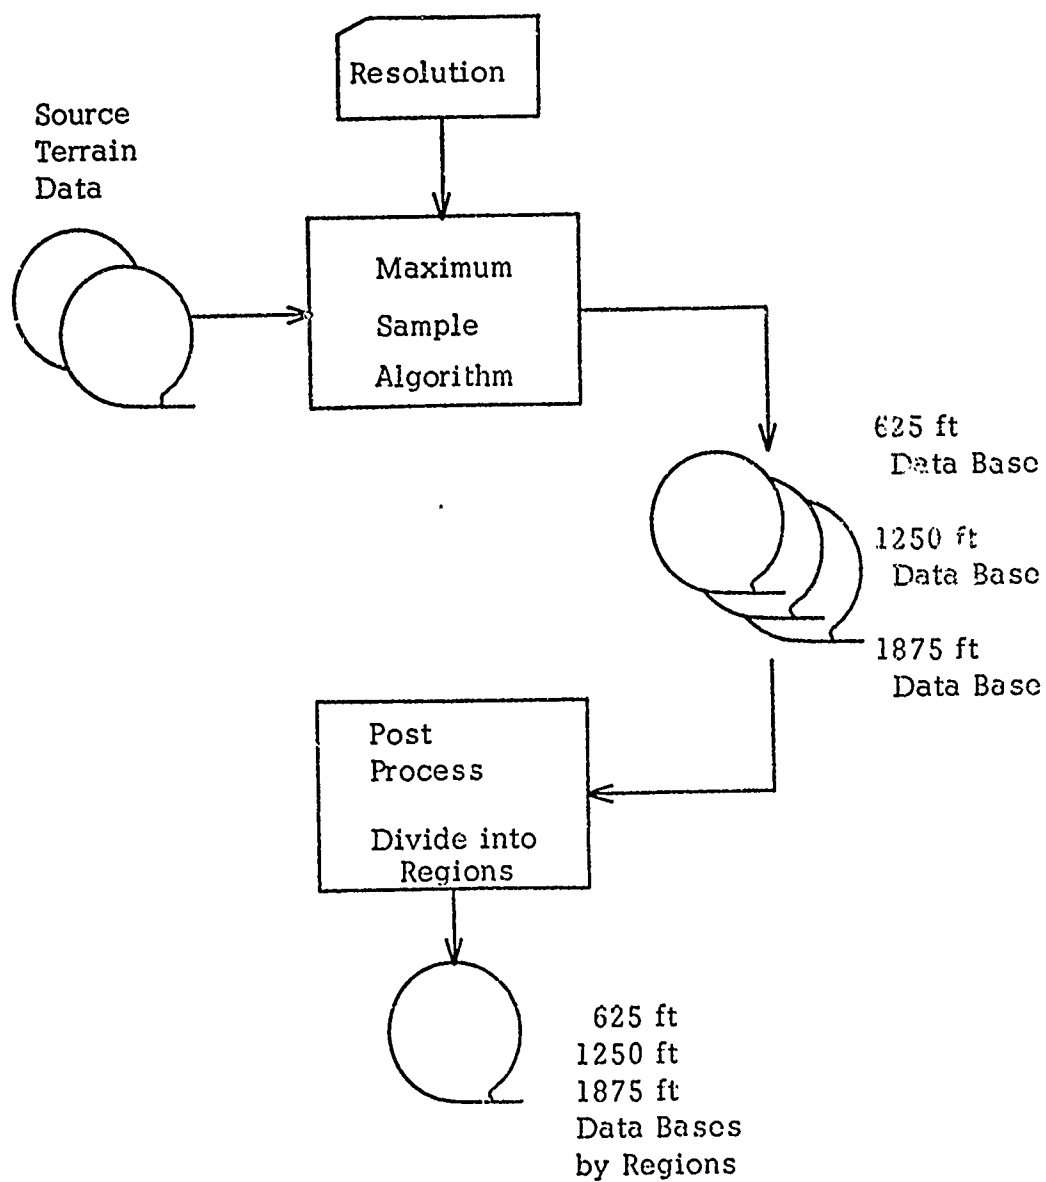 Resolution
Source
Terrain
Data
Maximum
Sample
Algorithm
625 ft
Data Base
1250 ft
Data Base
1875 ft
Data Base
Post
Process
Divide into
Regions
625 ft
1250 ft
1875 ft
Data Bases
by Regions